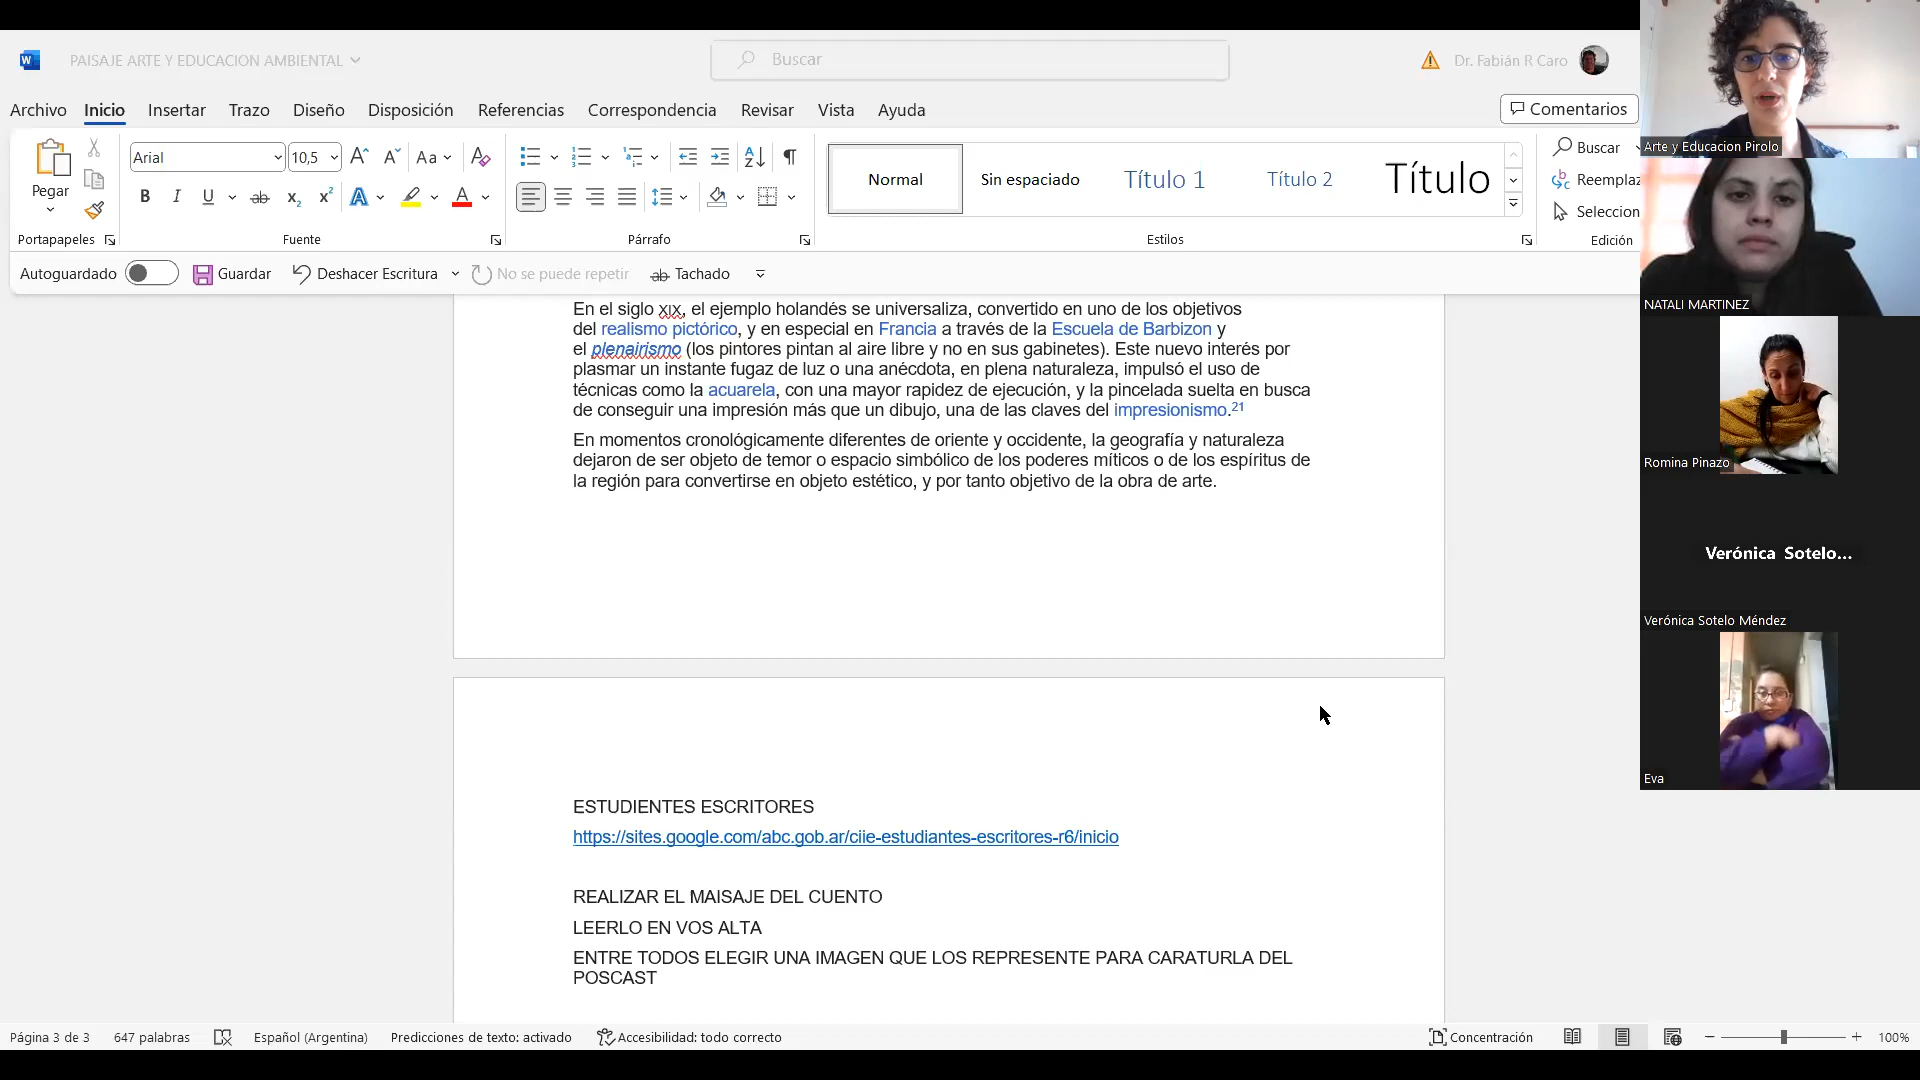 PAISAJE ARTE Y EDUCACION AMBIENTAL
Buscar
Dr. Fabián R Caro
Archivo Inicio Insertar Trazo Diseño Disposición Referencias Correspondencia Revisar Vista Ayuda
Comentarios
Pegar
Arial
10,5
Aa
Portapapeles
Fuente
Párrafo
Normal
Sin espaciado
Título 1
Título 2
Título
Estilos
Buscar
Reemplaz
Seleccion
Edición
Autoguardado
Guardar
Deshacer Escritura
No se puede repetir
Tachado
En el siglo XIX, el ejemplo holandés se universaliza, convertido en uno de los objetivos
del realismo pictórico, y en especial en Francia a través de la Escuela de Barbizon y
el plenairismo (los pintores pintan al aire libre y no en sus gabinetes). Este nuevo interés por
plasmar un instante fugaz de luz o una anécdota, en plena naturaleza, impulsó el uso de
técnicas como la acuarela, con una mayor rapidez de ejecución, y la pincelada suelta en busca
de conseguir una impresión más que un dibujo, una de las claves del impresionismo.21
En momentos cronológicamente diferentes de oriente y occidente, la geografía y naturaleza
dejaron de ser objeto de temor o espacio simbólico de los poderes míticos o de los espíritus de
la región para convertirse en objeto estético, y por tanto objetivo de la obra de arte.
ESTUDIENTES ESCRITORES
https://sites.google.com/abc.gob.ar/ciie-estudiantes-escritores-r6/inicio
REALIZAR EL MAISAJE DEL CUENTO
LEERLO EN VOS ALTA
ENTRE TODOS ELEGIR UNA IMAGEN QUE LOS REPRESENTE PARA CARATURLA DEL
POSCAST
Página 3 de 3
647 palabras
Español (Argentina)
Predicciones de texto: activado
Accesibilidad: todo correcto
Concentración
100%
Arte y Educacion Pirolo
NATALI MARTINEZ
Romina Pinazo
Verónica Sotelo...
Verónica Sotelo Méndez
Eva